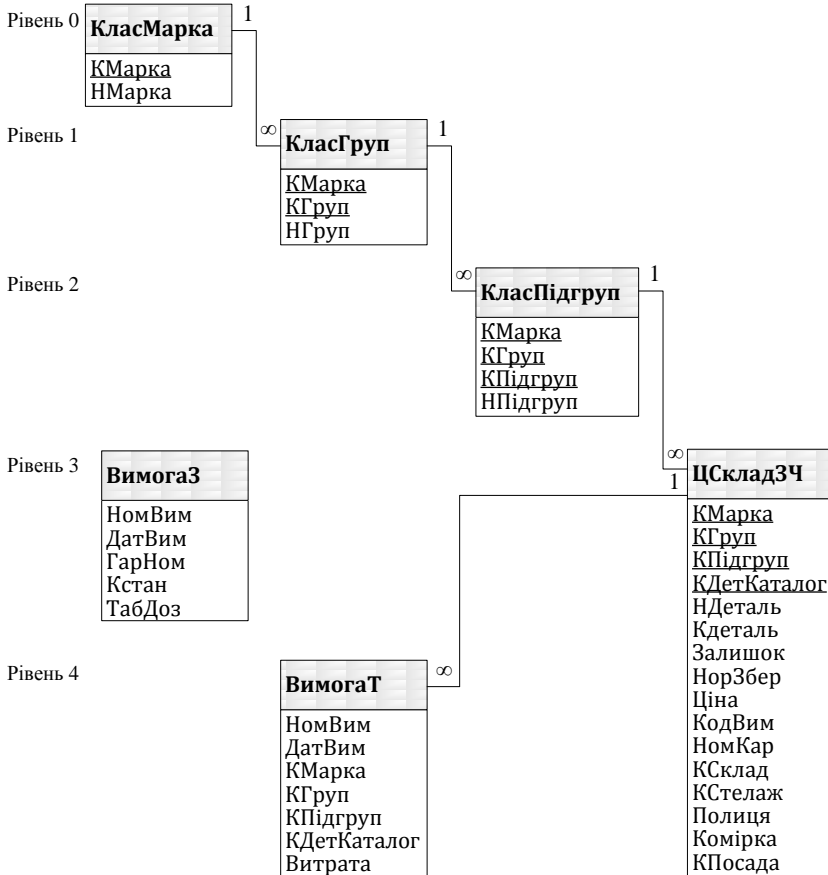 Рівень 0
КласМарка
1
КМарка
НМарка
Рівень 1
∞
КласГруп
1
КМарка
КГруп
НГруп
Рівень 2
∞
КласПідгруп
1
КМарка
КГруп
КПідгруп
НПідгруп
Рівень 3
ВимогаЗ
НомВим
ДатВим
ГарНом
Кстан
ТабДоз
∞
1
ЦСкладЗЧ
КМарка
КГруп
КПідгруп
КДетКаталог
НДеталь
Кдеталь
Залишок
НорЗбер
Ціна
КодВим
НомКар
КСклад
КСтелаж
Полиця
Комірка
КПосада
Рівень 4
∞
ВимогаТ
НомВим
ДатВим
КМарка
КГруп
КПідгруп
КДетКаталог
Витрата